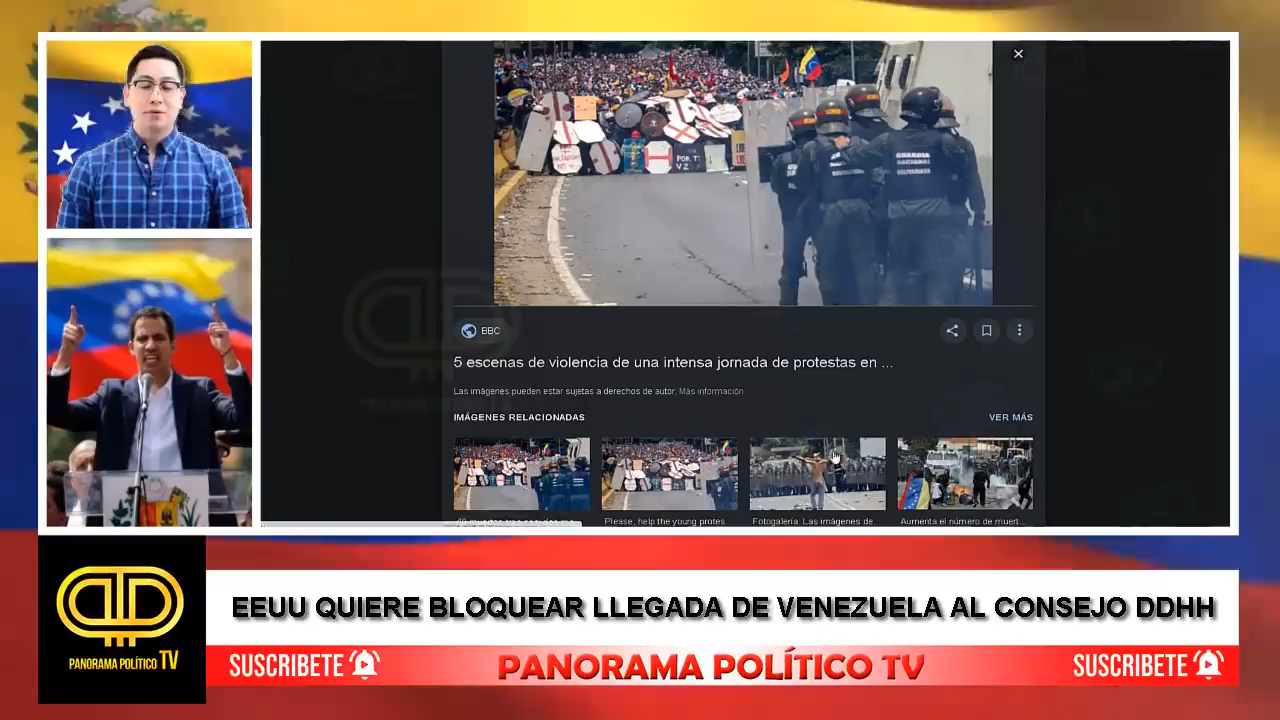 GUARDIA
NACIONAL
BOLIVARIANA
POR TI
VZ
BBC
5 escenas de violencia de una intensa jornada de protestas en ...
Las imágenes pueden estar sujetas a derechos de autor. Más información
IMÁGENES RELACIONADAS
VER MÁS
Please, help the young protes...
Fotogalería: Las imágenes de...
Aumenta el número de muert...
PANORAMA POLÍTICO TV
EEUU QUIERE BLOQUEAR LLEGADA DE VENEZUELA AL CONSEJO DDHH
SUSCRIBETE
PANORAMA POLÍTICO TV
SUSCRIBETE